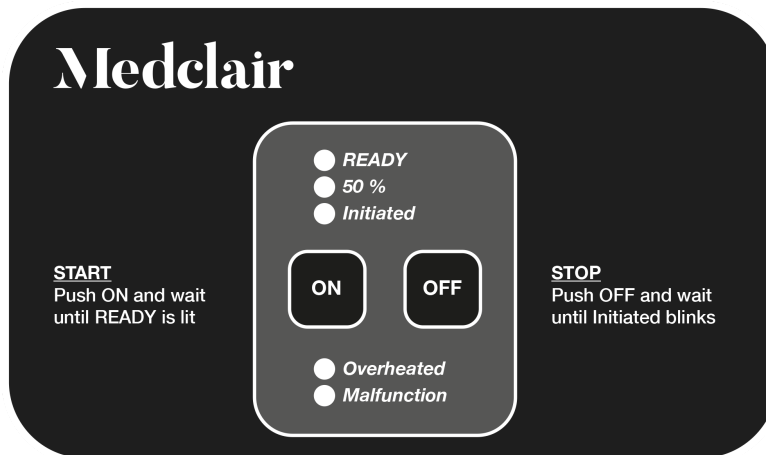 Medclair
READY
50 %
Initiated
START
Push ON and wait
until READY is lit
ON
OFF
STOP
Push OFF and wait
until Initiated blinks
Overheated
Malfunction